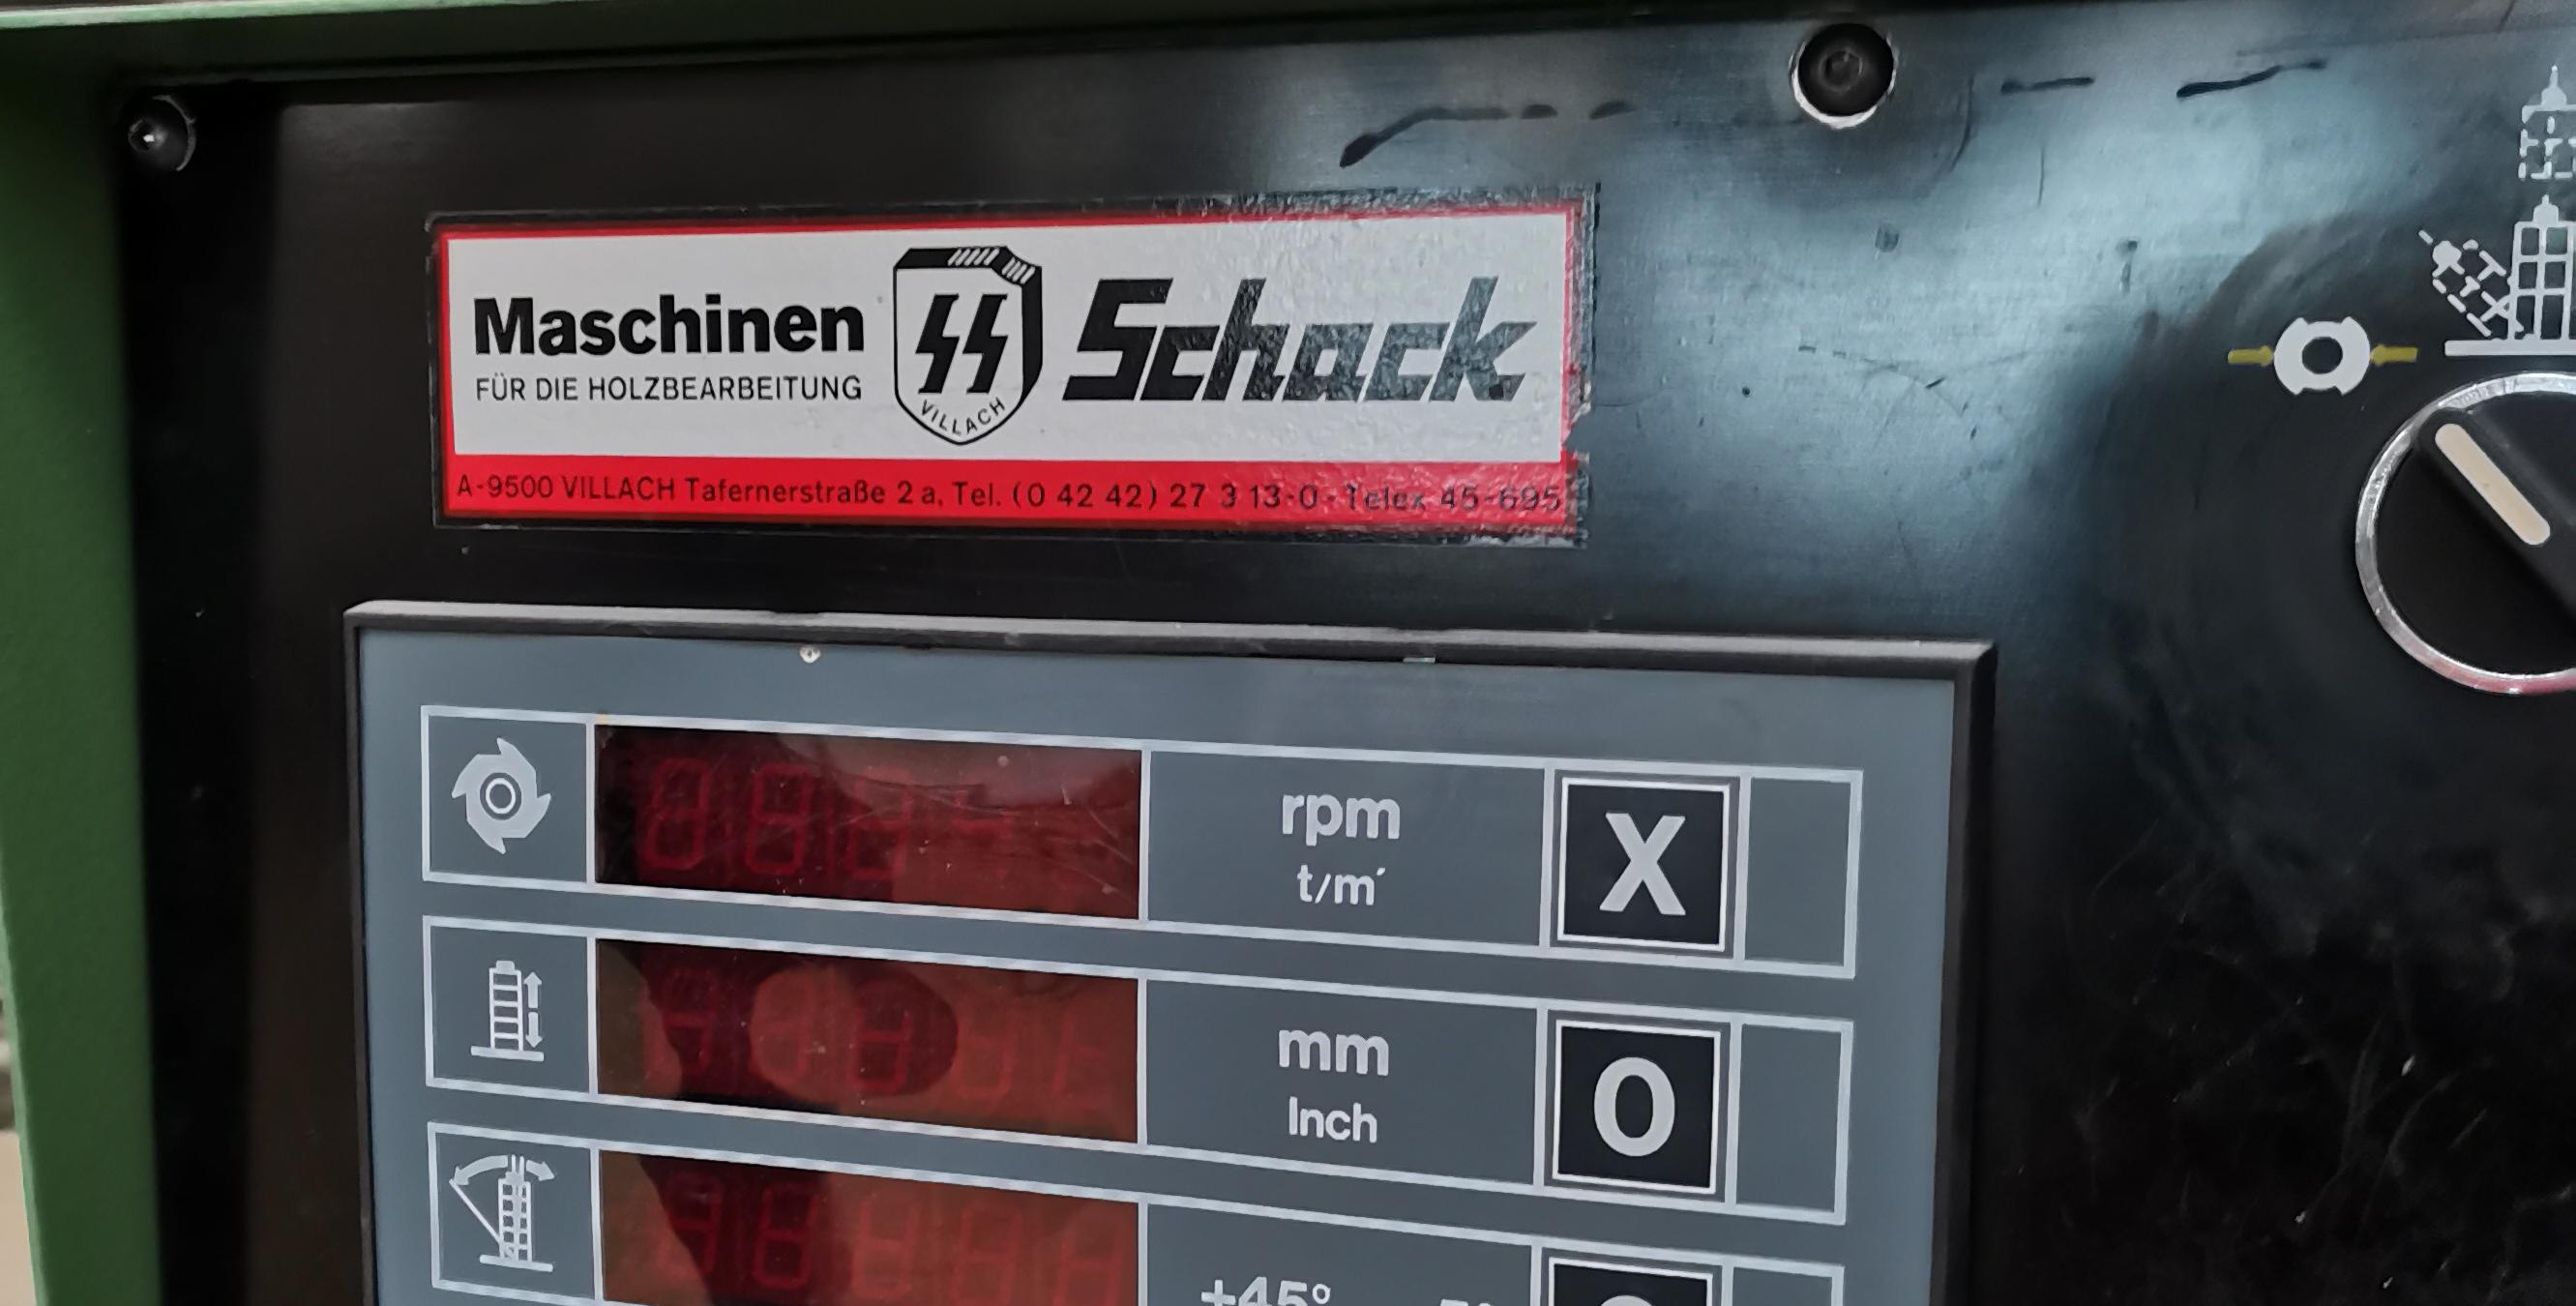 Maschinen
FÜR DIE HOLZBEARBEITUNG
SS
VILLACH
Schack
A-9500 VILLACH Tafernerstraße 2 a, Tel. (0 42 42) 27 3 13-0 - Telex 45-695
rpm
t/m´
X
mm
Inch
O
+45°